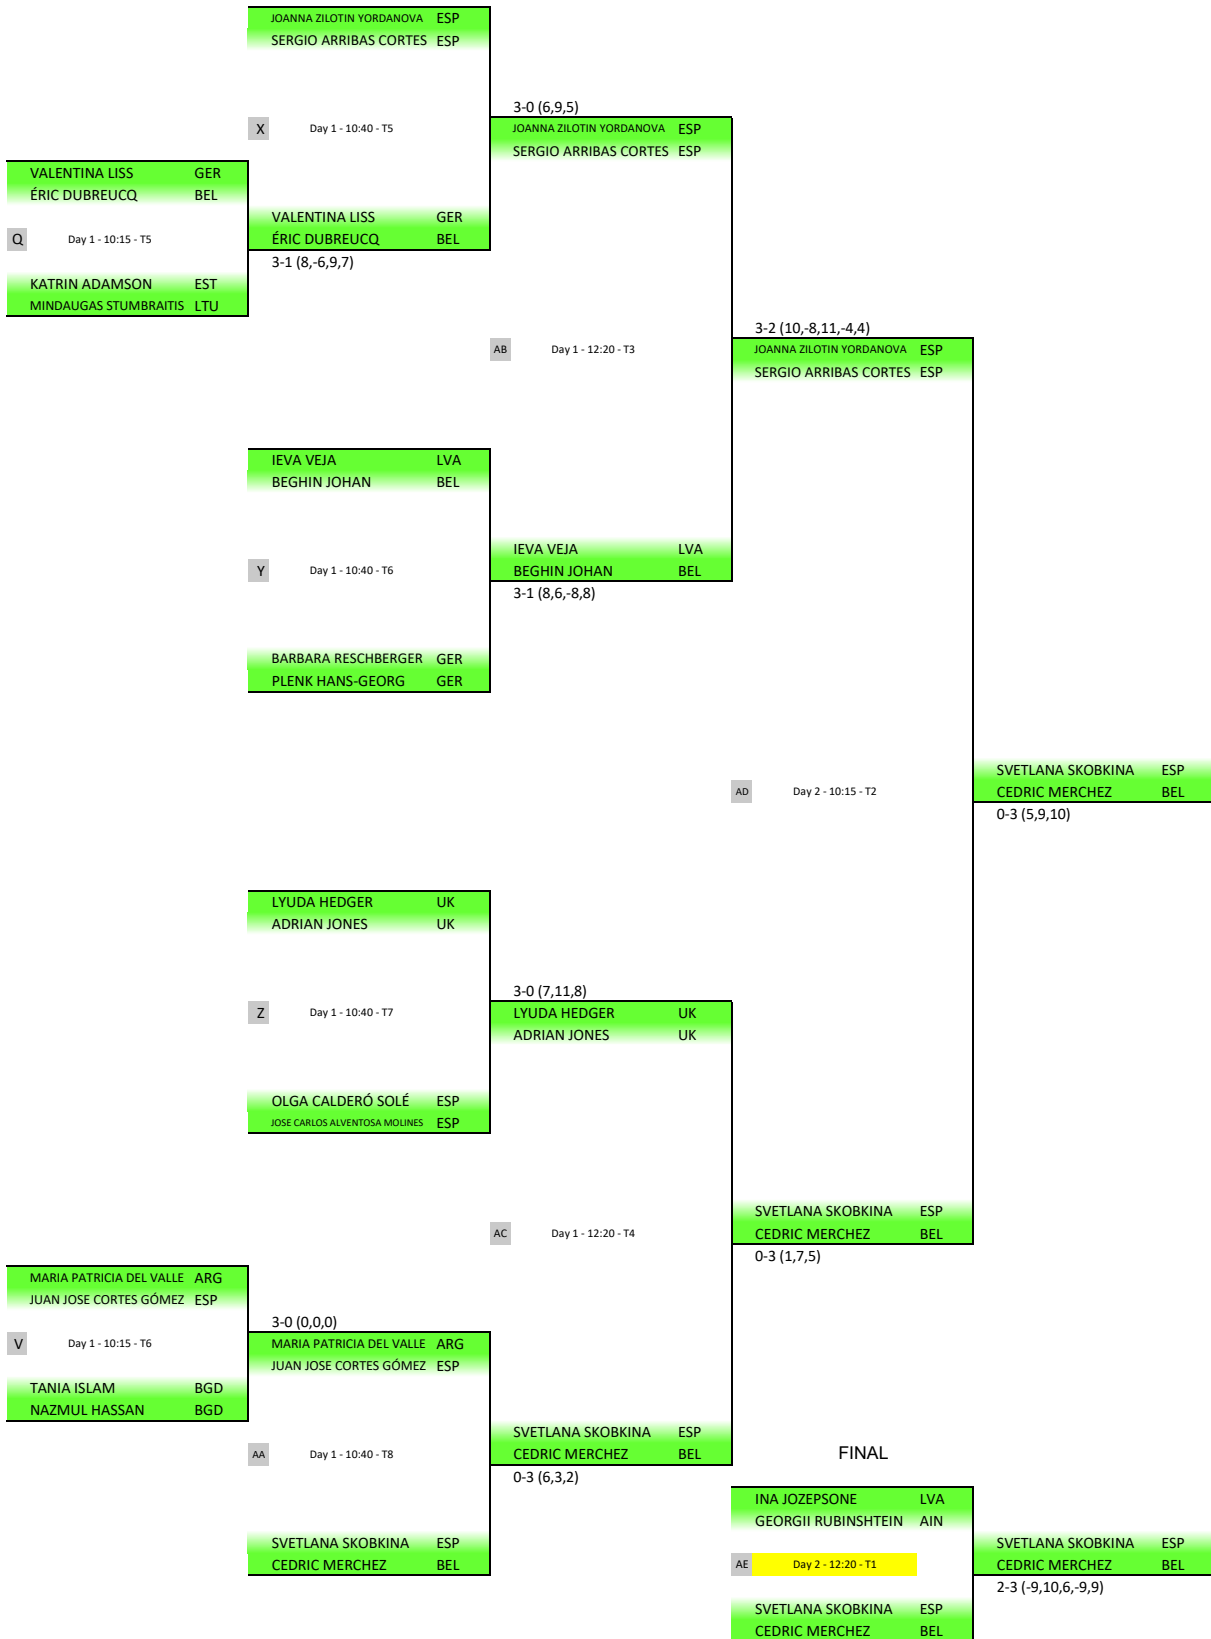 JOANNA ZILOTIN YORDANOVA ESP
SERGIO ARRIBAS CORTES ESP
3-0 (6,9,5)
X Day 1 - 10:40 - T5
JOANNA ZILOTIN YORDANOVA ESP
SERGIO ARRIBAS CORTES ESP
VALENTINA LISS GER
ÉRIC DUBREUCQ BEL
VALENTINA LISS GER
ÉRIC DUBREUCQ BEL
Q Day 1 - 10:15 - T5
3-1 (8,-6,9,7)
KATRIN ADAMSON EST
MINDAUGAS STUMBRAITIS LTU
3-2 (10,-8,11,-4,4)
AB Day 1 - 12:20 - T3
JOANNA ZILOTIN YORDANOVA ESP
SERGIO ARRIBAS CORTES ESP
IEVA VEJA LVA
BEGHIN JOHAN BEL
IEVA VEJA LVA
BEGHIN JOHAN BEL
Y Day 1 - 10:40 - T6
3-1 (8,6,-8,8)
BARBARA RESCHBERGER GER
PLENK HANS-GEORG GER
SVETLANA SKOBKINA ESP
CEDRIC MERCHEZ BEL
AD Day 2 - 10:15 - T2
0-3 (5,9,10)
LYUDA HEDGER UK
ADRIAN JONES UK
3-0 (7,11,8)
Z Day 1 - 10:40 - T7
LYUDA HEDGER UK
ADRIAN JONES UK
OLGA CALDERÓ SOLÉ ESP
JOSE CARLOS ALVENTOSA MOLINES ESP
SVETLANA SKOBKINA ESP
CEDRIC MERCHEZ BEL
AC Day 1 - 12:20 - T4
0-3 (1,7,5)
MARIA PATRICIA DEL VALLE ARG
JUAN JOSE CORTES GÓMEZ ESP
3-0 (0,0,0)
V Day 1 - 10:15 - T6
MARIA PATRICIA DEL VALLE ARG
JUAN JOSE CORTES GÓMEZ ESP
TANIA ISLAM BGD
NAZMUL HASSAN BGD
SVETLANA SKOBKINA ESP
CEDRIC MERCHEZ BEL
AA Day 1 - 10:40 - T8
0-3 (6,3,2)
FINAL
INA JOZEPSONE LVA
GEORGII RUBINSHTEIN AIN
SVETLANA SKOBKINA ESP
CEDRIC MERCHEZ BEL
AE Day 2 - 12:20 - T1
SVETLANA SKOBKINA ESP
CEDRIC MERCHEZ BEL
2-3 (-9,10,6,-9,9)
SVETLANA SKOBKINA ESP
CEDRIC MERCHEZ BEL